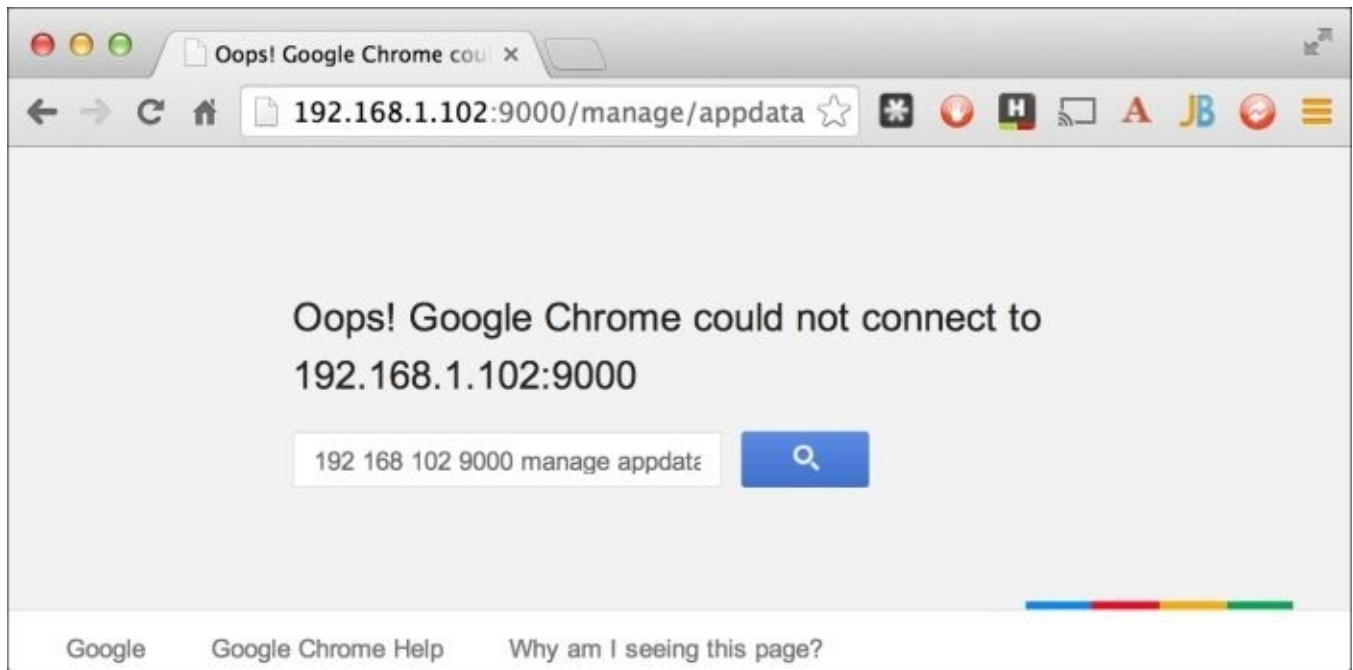 Oops! Google Chrome cou
192.168.1.102:9000/manage/appdata
H
A
JB
Oops! Google Chrome could not connect to
192.168.1.102:9000
192 168 102 9000 manage appdata
Google Google Chrome Help Why am I seeing this page?